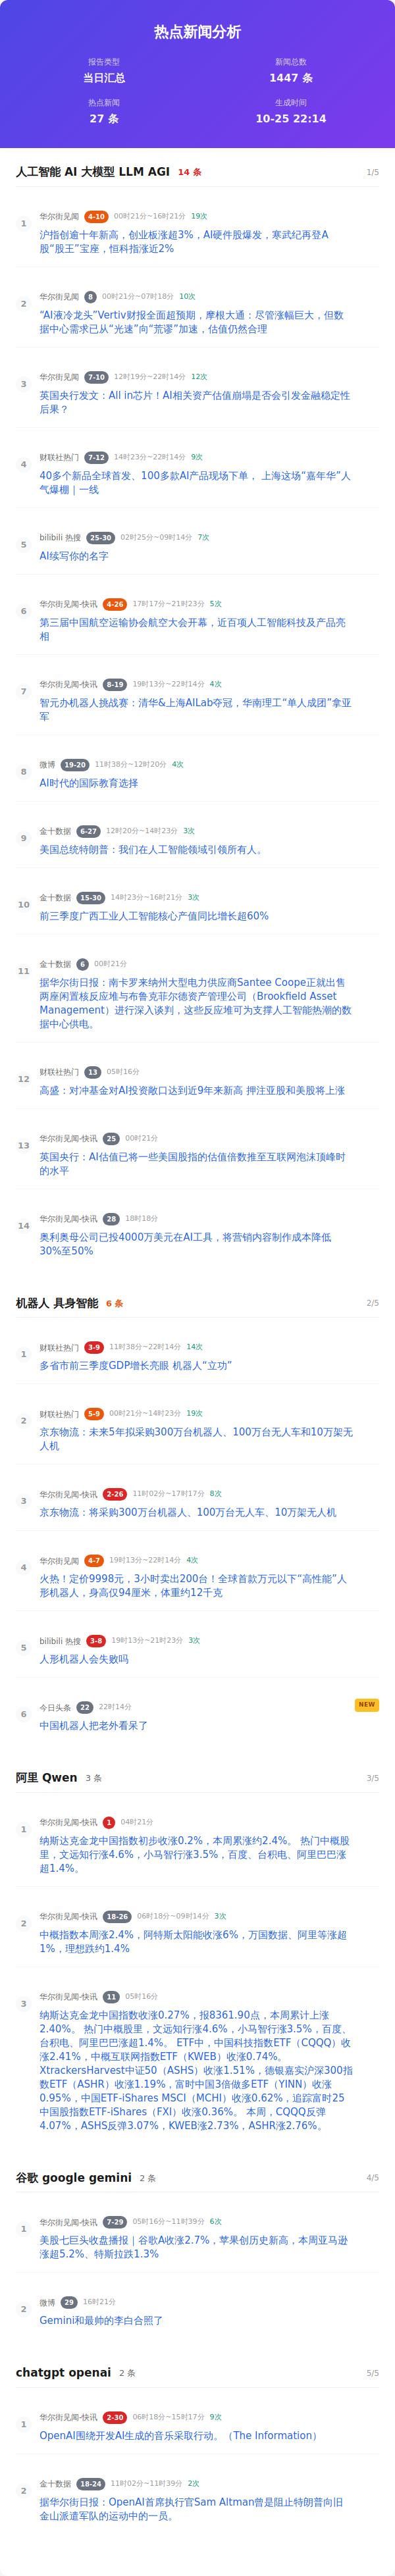 热点新闻分析
报告类型
当日汇总
新闻总数
1447 条
热点新闻
27 条
生成时间
10-25 22:14
人工智能 AI 大模型 LLM AGI 14 条 1/5
1
华尔街见闻 4-10 00时21分~16时21分 19次
沪指创逾十年新高，创业板涨超3%，AI硬件股爆发，寒武纪再登A
股“股王”宝座，恒科指涨近2%
2
华尔街见闻 8 00时21分~07时18分 10次
“AI液冷龙头”Vertiv财报全面超预期，摩根大通：尽管涨幅巨大，但数
据中心需求已从“光速”向“荒谬”加速，估值仍然合理
3
华尔街见闻 7-10 12时19分~22时14分 12次
英国央行发文：All in芯片！AI相关资产估值崩塌是否会引发金融稳定性
后果？
4
财联社热门 7-12 14时23分~22时14分 9次
40多个新品全球首发、100多款AI产品现场下单， 上海这场“嘉年华”人
气爆棚｜一线
5
bilibili 热搜 25-30 02时25分~09时14分 7次
AI续写你的名字
6
华尔街见闻-快讯 4-26 17时17分~21时23分 5次
第三届中国航空运输协会航空大会开幕，近百项人工智能科技及产品亮
相
7
华尔街见闻-快讯 8-19 19时13分~22时14分 4次
智元办机器人挑战赛：清华&上海AILab夺冠，华南理工“单人成团”拿亚
军
8
微博 19-20 11时38分~12时20分 4次
AI时代的国际教育选择
9
金十数据 6-27 12时20分~14时23分 3次
美国总统特朗普：我们在人工智能领域引领所有人。
10
金十数据 15-30 14时23分~16时21分 3次
前三季度广西工业人工智能核心产值同比增长超60%
11
金十数据 6 00时21分
据华尔街日报：南卡罗来纳州大型电力供应商Santee Coope正就出售
两座闲置核反应堆与布鲁克菲尔德资产管理公司（Brookfield Asset
Management）进行深入谈判，这些反应堆可为支撑人工智能热潮的数
据中心供电。
12
财联社热门 13 05时16分
高盛：对冲基金对AI投资敞口达到近9年来新高 押注亚股和美股将上涨
13
华尔街见闻-快讯 25 00时21分
英国央行：AI估值已将一些美国股指的估值倍数推至互联网泡沫顶峰时
的水平
14
华尔街见闻-快讯 28 18时18分
奥利奥母公司已投4000万美元在AI工具，将营销内容制作成本降低
30%至50%
机器人 具身智能 6 条 2/5
1
财联社热门 3-9 11时38分~22时14分 14次
多省市前三季度GDP增长亮眼 机器人“立功”
2
财联社热门 5-9 00时21分~14时23分 19次
京东物流：未来5年拟采购300万台机器人、100万台无人车和10万架无
人机
3
华尔街见闻-快讯 2-26 11时02分~17时17分 8次
京东物流：将采购300万台机器人、100万台无人车、10万架无人机
4
华尔街见闻 4-7 19时13分~22时14分 4次
火热！定价9998元，3小时卖出200台！全球首款万元以下“高性能”人
形机器人，身高仅94厘米，体重约12千克
5
bilibili 热搜 3-8 19时13分~21时23分 3次
人形机器人会失败吗
6
今日头条 22 22时14分 NEW
中国机器人把老外看呆了
阿里 Qwen 3 条 3/5
1
华尔街见闻-快讯 1 04时21分
纳斯达克金龙中国指数初步收涨0.2%，本周累涨约2.4%。 热门中概股
里，文远知行涨4.6%，小马智行涨3.5%，百度、台积电、阿里巴巴涨
超1.4%。
2
华尔街见闻-快讯 18-26 06时18分~09时14分 3次
中概指数本周涨2.4%，阿特斯太阳能收涨6%，万国数据、阿里等涨超
1%，理想跌约1.4%
3
华尔街见闻-快讯 11 05时16分
纳斯达克金龙中国指数收涨0.27%，报8361.90点，本周累计上涨
2.40%。 热门中概股里，文远知行涨4.6%，小马智行涨3.5%，百度、
台积电、阿里巴巴涨超1.4%。 ETF中，中国科技指数ETF（CQQQ）收
涨2.41%，中概互联网指数ETF（KWEB）收涨0.74%。
XtrackersHarvest中证50（ASHS）收涨1.51%，德银嘉实沪深300指
数ETF（ASHR）收涨1.19%，富时中国3倍做多ETF（YINN）收涨
0.95%，中国ETF-iShares MSCI（MCHI）收涨0.62%，追踪富时25
中国股指数ETF-iShares（FXI）收涨0.36%。 本周，CQQQ反弹
4.07%，ASHS反弹3.07%，KWEB涨2.73%，ASHR涨2.76%。
谷歌 google gemini 2 条 4/5
1
华尔街见闻-快讯 7-29 05时16分~11时39分 6次
美股七巨头收盘播报｜谷歌A收涨2.7%，苹果创历史新高，本周亚马逊
涨超5.2%、特斯拉跌1.3%
2
微博 29 16时21分
Gemini和最帅的李白合照了
chatgpt openai 2 条 5/5
1
华尔街见闻-快讯 2-30 06时18分~15时17分 9次
OpenAI围绕开发AI生成的音乐采取行动。（The Information）
2
金十数据 18-24 11时02分~11时39分 2次
据华尔街日报：OpenAI首席执行官Sam Altman曾是阻止特朗普向旧
金山派遣军队的运动中的一员。